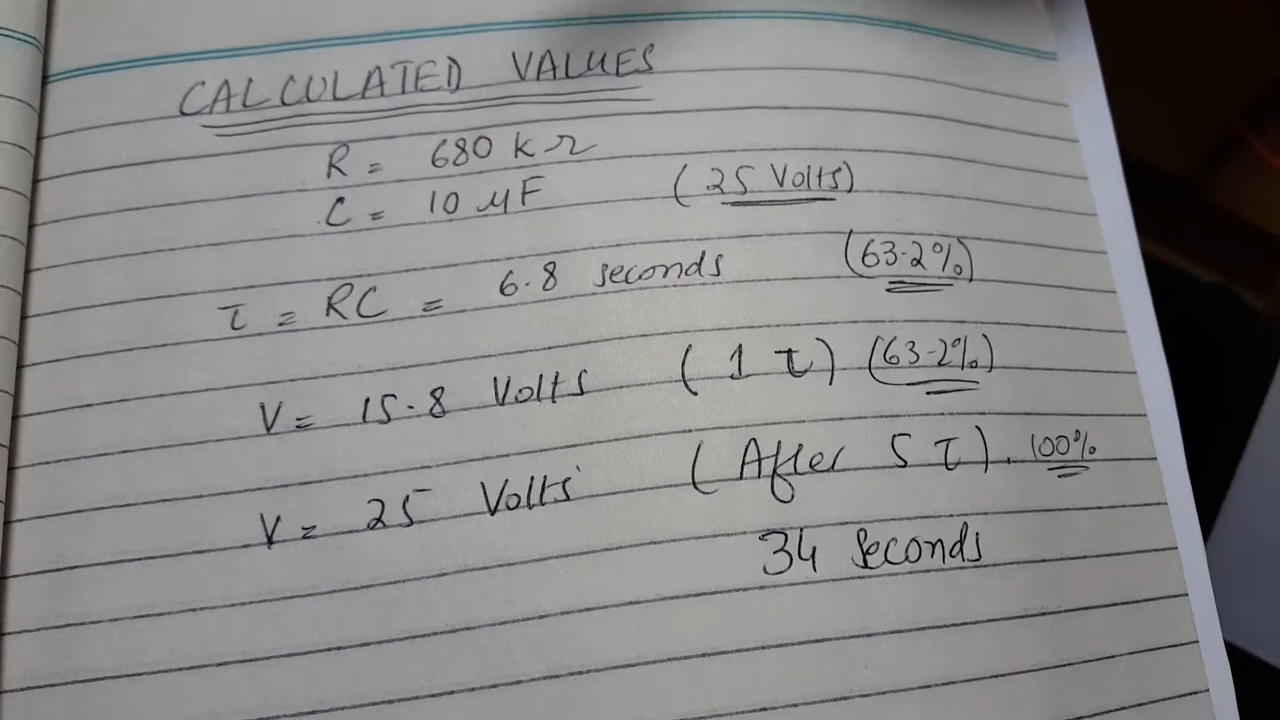 CALCULATED VALUES
R = 680 kΩ
C = 10 µF (25 Volts)
τ = RC = 6.8 seconds (63.2%)
V = 15.8 Volts (1 τ) (63.2%)
V = 25 Volts (After 5 τ). 100%
34 seconds